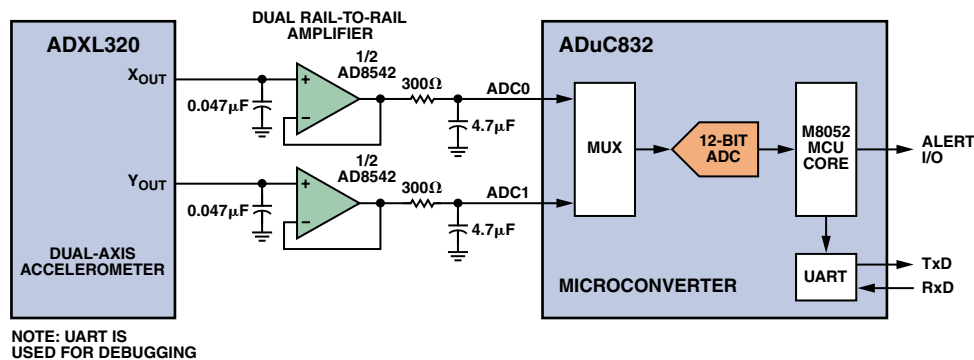 DUAL RAIL-TO-RAIL
AMPLIFIER
ADXL320
XOUT
0.047µF
1/2
AD8542
+
−
300Ω
4.7µF
ADC0
YOUT
0.047µF
1/2
AD8542
+
−
300Ω
4.7µF
ADC1
DUAL-AXIS
ACCELEROMETER
ADuC832
MUX
12-BIT
ADC
M8052
MCU
CORE
ALERT
I/O
UART
TxD
RxD
MICROCONVERTER
NOTE: UART IS
USED FOR DEBUGGING